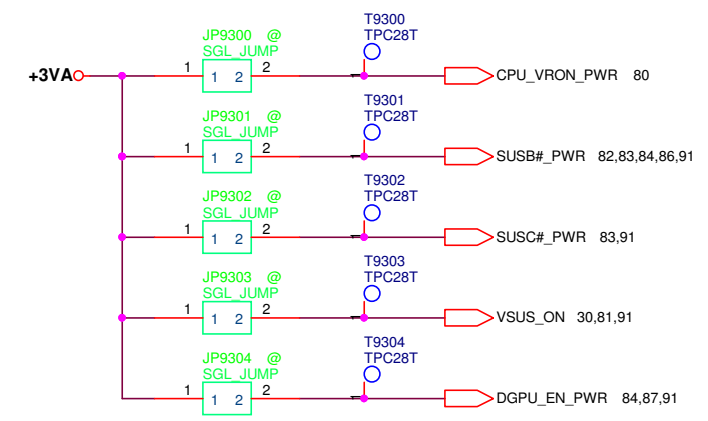 T9300
TPC28T
JP9300 @
SGL_JUMP
+3VA
1
1 2
2
CPU_VRON_PWR 80
T9301
TPC28T
JP9301 @
SGL_JUMP
1
1 2
2
SUSB#_PWR 82,83,84,86,91
T9302
TPC28T
JP9302 @
SGL_JUMP
1
1 2
2
SUSC#_PWR 83,91
T9303
TPC28T
JP9303 @
SGL_JUMP
1
1 2
2
VSUS_ON 30,81,91
T9304
TPC28T
JP9304 @
SGL_JUMP
1
1 2
2
DGPU_EN_PWR 84,87,91